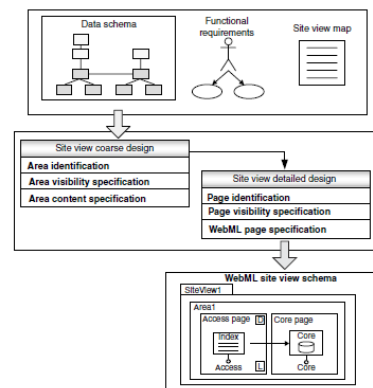 Data schema
Functional
requirements
Site view map
Site view coarse design
Area identification
Area visibility specification
Area content specification
Site view detailed design
Page identification
Page visibility specification
WebML page specification
WebML site view schema
SiteView1
Area1
Access page D
Core page
Index
Core
Access L
Core